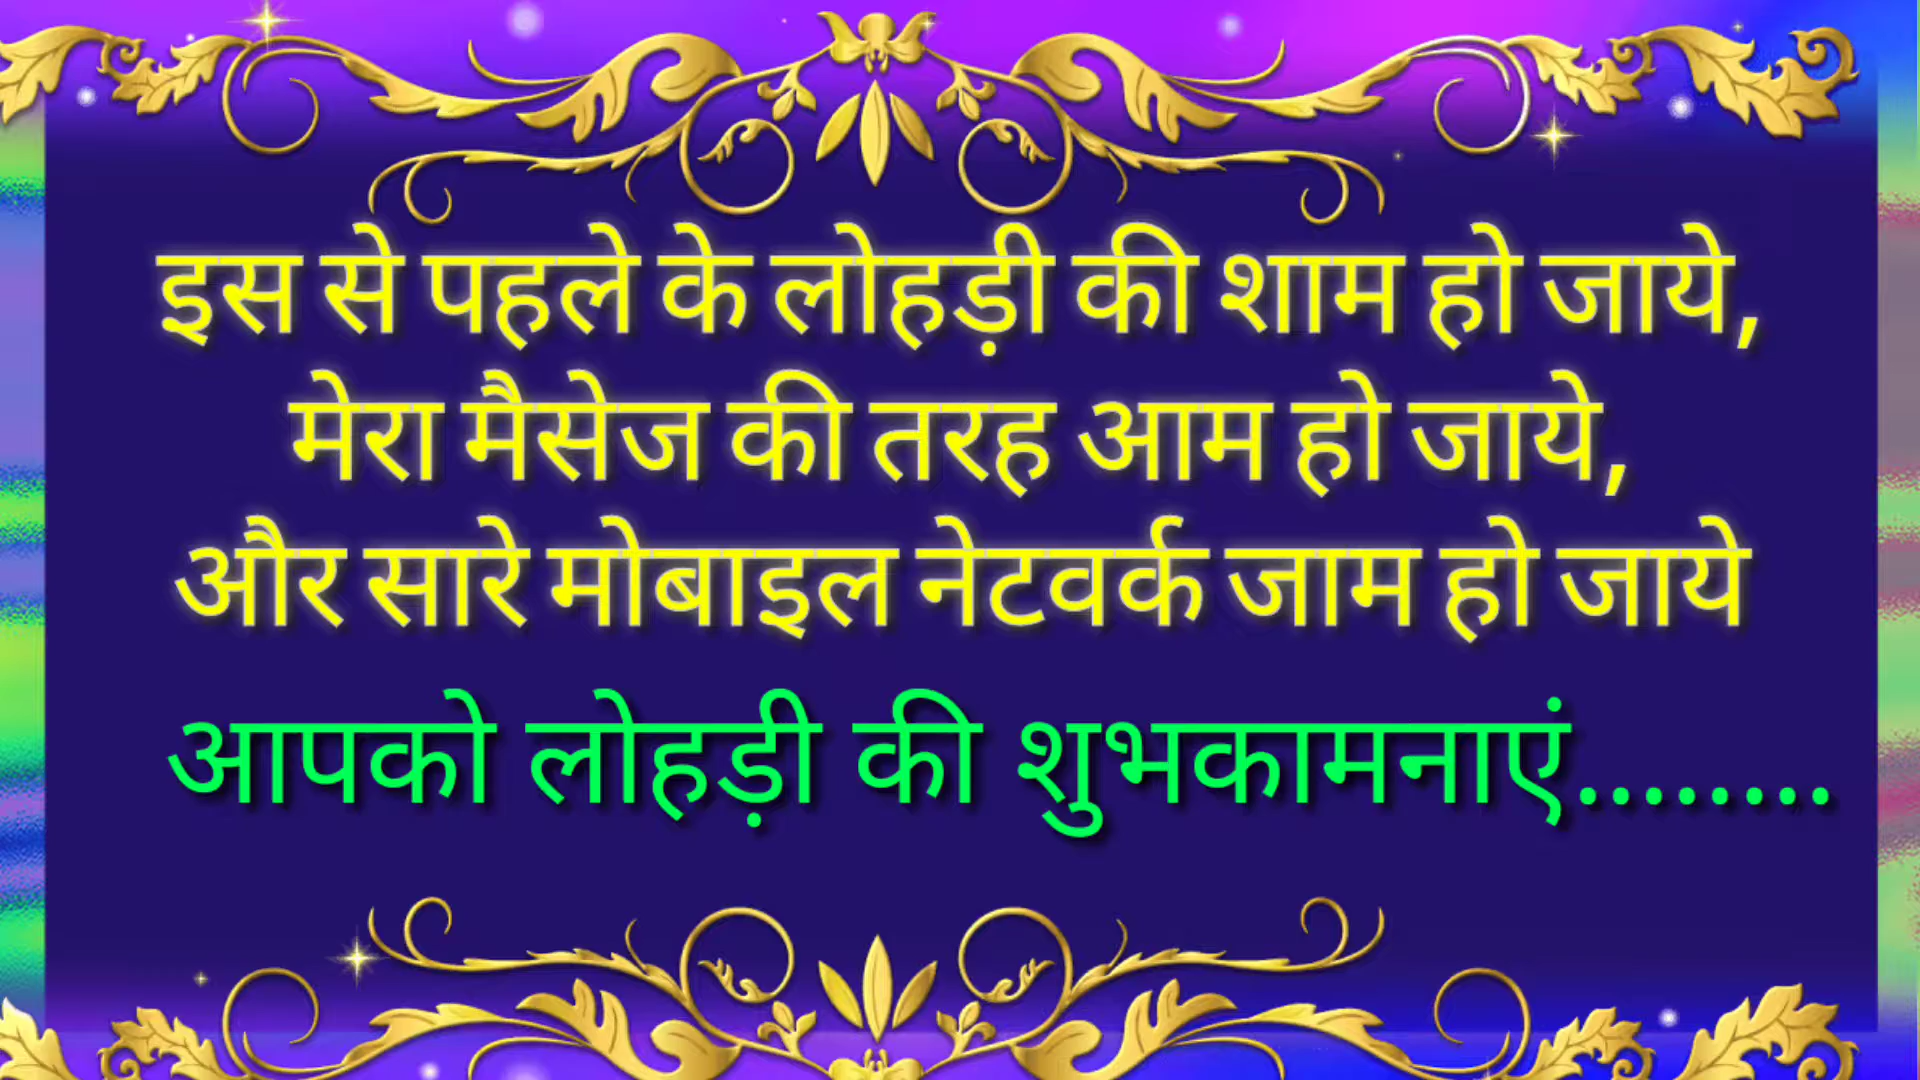 इस से पहले के लोहड़ी की शाम हो जाये,
मेरा मैसेज की तरह आम हो जाये,
और सारे मोबाइल नेटवर्क जाम हो जाये
आपको लोहड़ी की शुभकामनाएं........